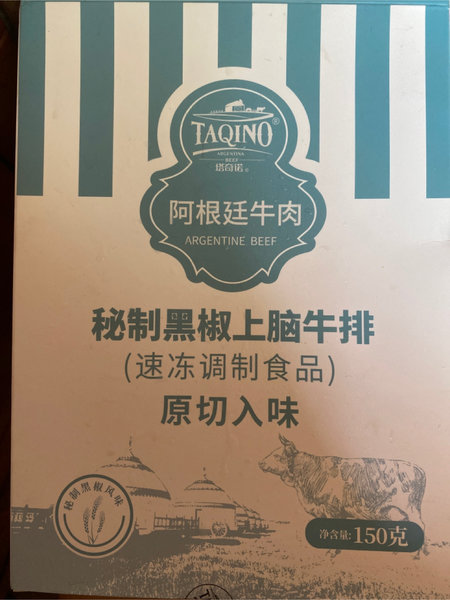 TAQINO®
ARGENTINA
BEEF
塔奇诺
阿根廷牛肉
ARGENTINE BEEF
秘制黑椒上脑牛排
(速冻调制食品)
原切入味
秘制黑椒风味
净含量:150克